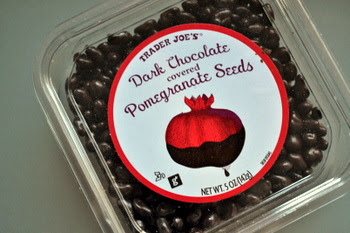 TRADER JOE'S
Dark Chocolate
covered
Pomegranate Seeds
NET WT. 5 OZ (142g)